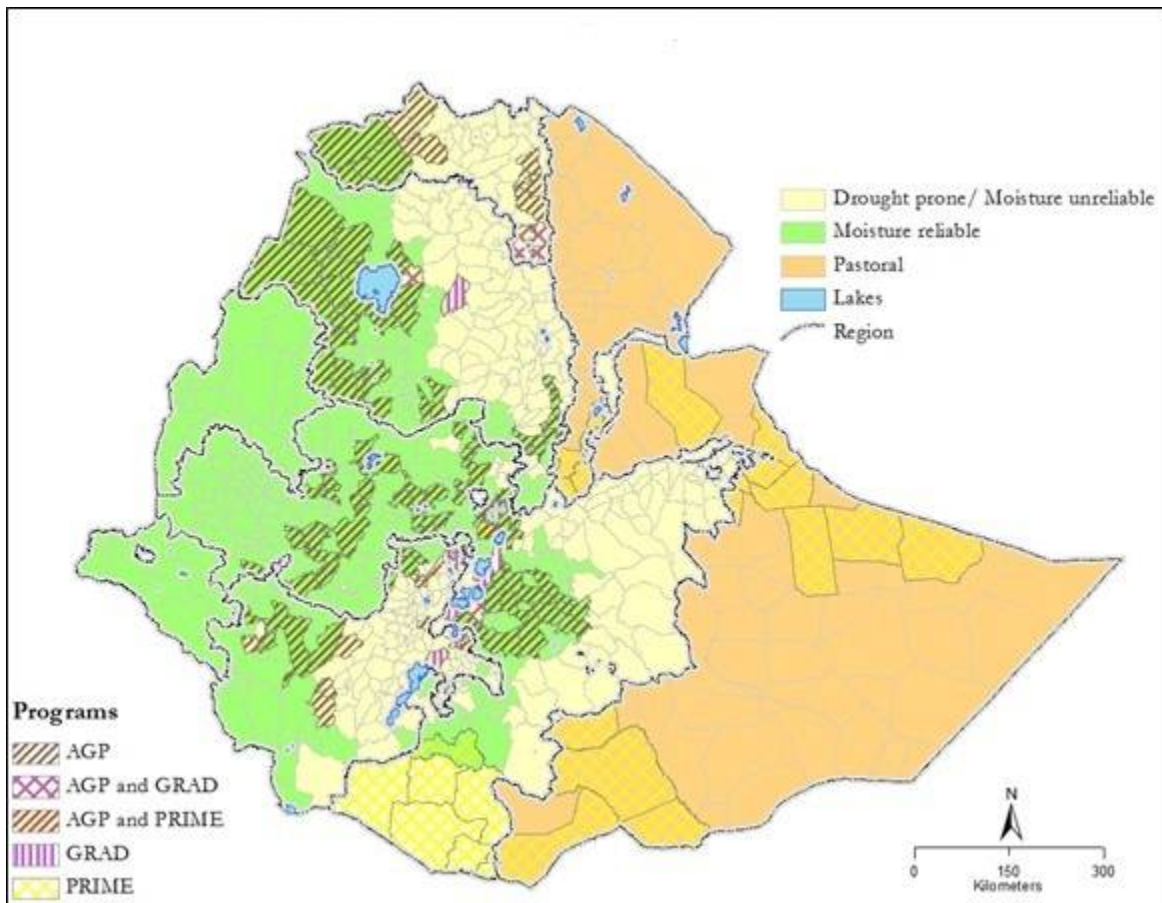 Drought prone/ Moisture unreliable
Moisture reliable
Pastoral
Lakes
Region
Programs
AGP
AGP and GRAD
AGP and PRIME
GRAD
PRIME
N
0 150 300
Kilometers